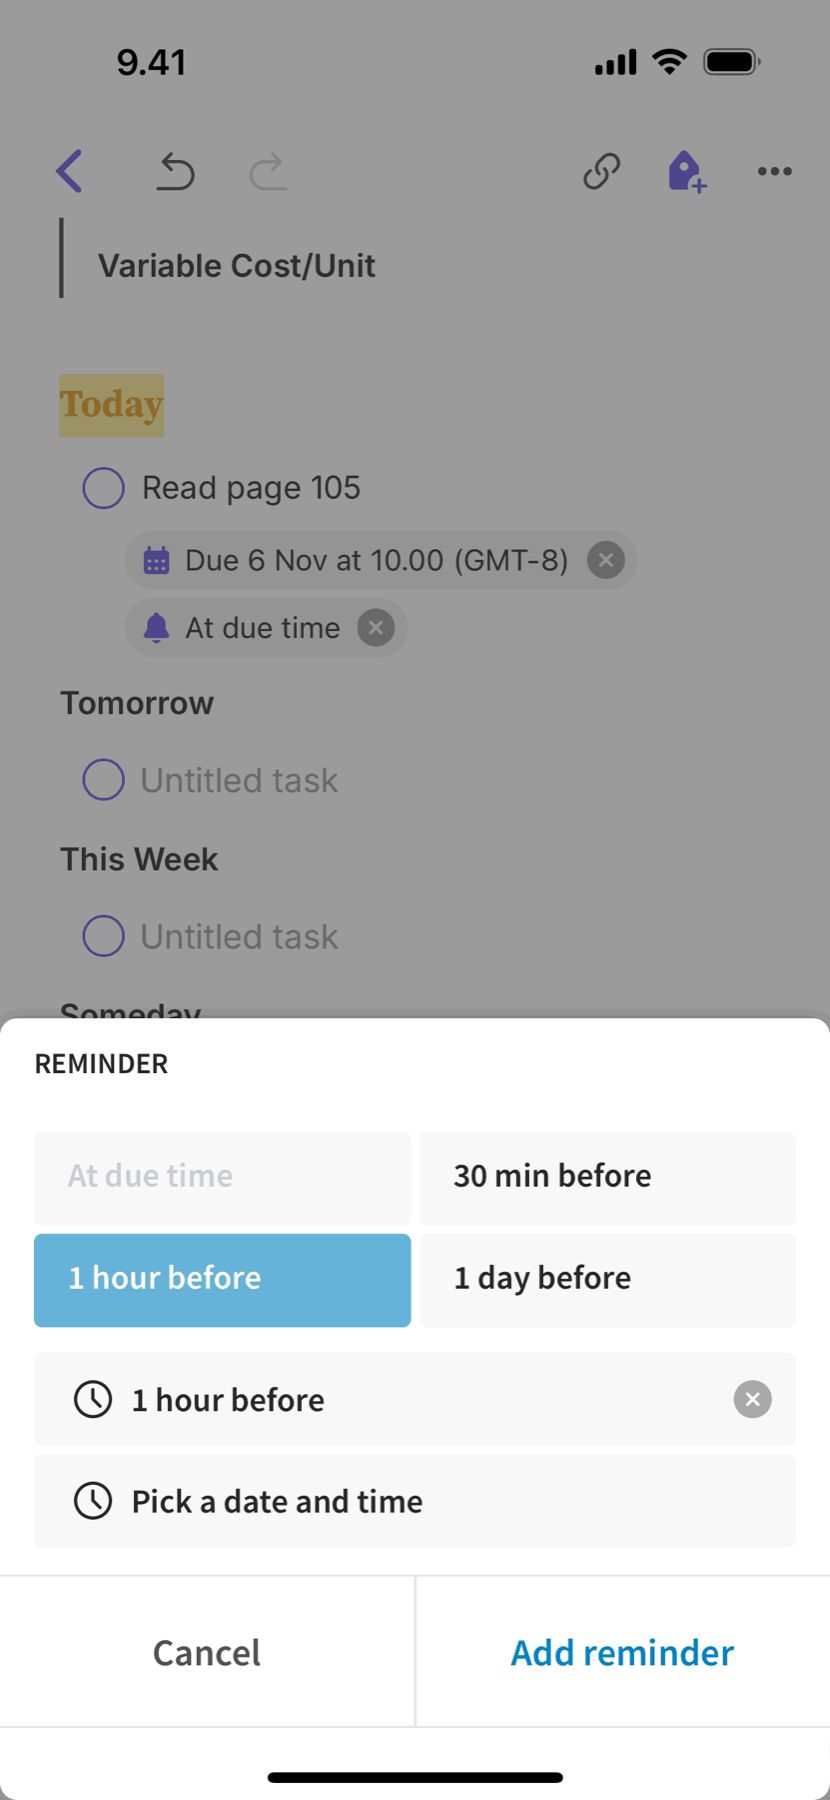 9.41
Variable Cost/Unit
Today
Read page 105
Due 6 Nov at 10.00 (GMT-8)
At due time
Tomorrow
Untitled task
This Week
Untitled task
Someday
REMINDER
At due time
30 min before
1 hour before
1 day before
1 hour before
Pick a date and time
Cancel
Add reminder